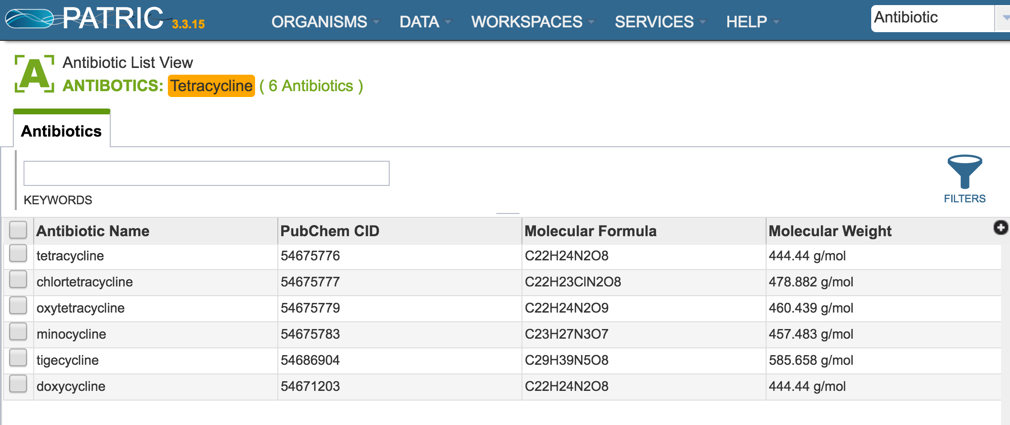 PATRIC 3.3.15 ORGANISMS DATA WORKSPACES SERVICES HELP Antibiotic
Antibiotic List View
ANTIBOTICS: Tetracycline ( 6 Antibiotics )
Antibiotics
KEYWORDS
FILTERS
Antibiotic Name PubChem CID Molecular Formula Molecular Weight
tetracycline 54675776 C22H24N2O8 444.44 g/mol
chlortetracycline 54675777 C22H23ClN2O8 478.882 g/mol
oxytetracycline 54675779 C22H24N2O9 460.439 g/mol
minocycline 54675783 C23H27N3O7 457.483 g/mol
tigecycline 54686904 C29H39N5O8 585.658 g/mol
doxycycline 54671203 C22H24N2O8 444.44 g/mol